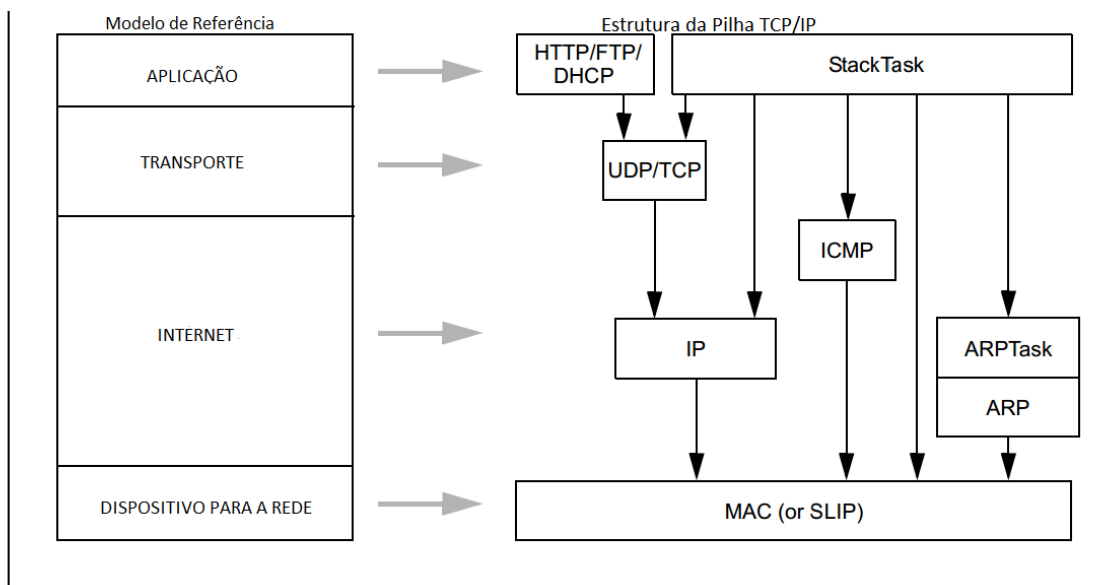 Modelo de Referência
Estrutura da Pilha TCP/IP
APLICAÇÃO
HTTP/FTP/
DHCP
StackTask
TRANSPORTE
UDP/TCP
ICMP
INTÉRNET
IP
ARPTask
ARP
DISPOSITIVO PARA A REDE
MAC (or SLIP)